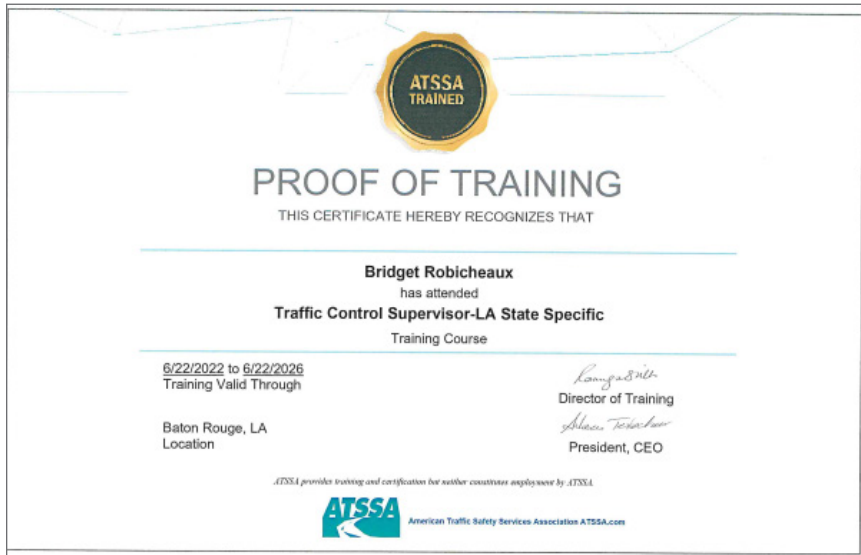 ATSSA
TRAINED
PROOF OF TRAINING
THIS CERTIFICATE HEREBY RECOGNIZES THAT
Bridget Robicheaux
has attended
Traffic Control Supervisor-LA State Specific
Training Course
6/22/2022 to 6/22/2026
Training Valid Through
Director of Training
Baton Rouge, LA
Location
President, CEO
ATSSA provides training and certification but neither constitutes employment by ATSSA.
ATSSA
American Traffic Safety Services Association ATSSA.com